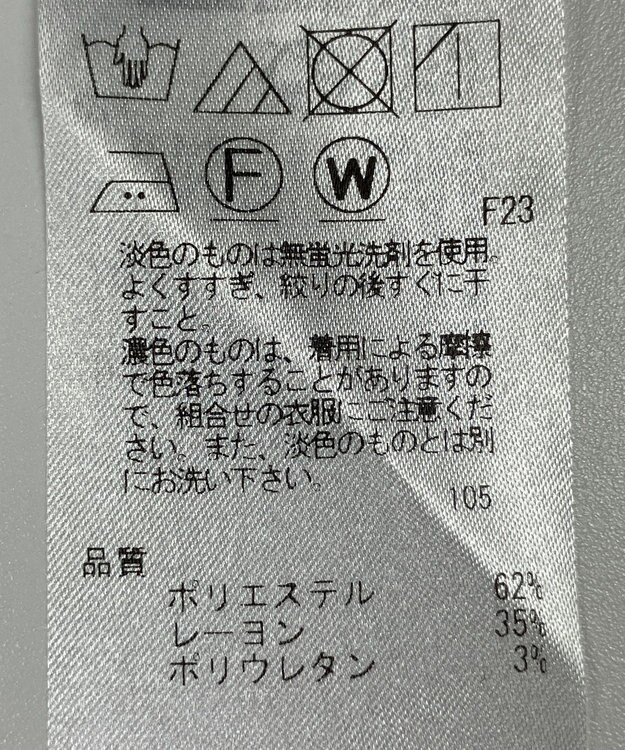 F
W
F23
淡色のものは無蛍光洗剤を使用。
よくすすぎ、絞りの後すぐに干
すこと。
濃色のものは、着用による摩擦
で色落ちすることがありますの
で、組合せの衣服にご注意くだ
さい。また、淡色のものとは別
にお洗い下さい。
105
品質
ポリエステル 62%
レーヨン 35%
ポリウレタン 3%